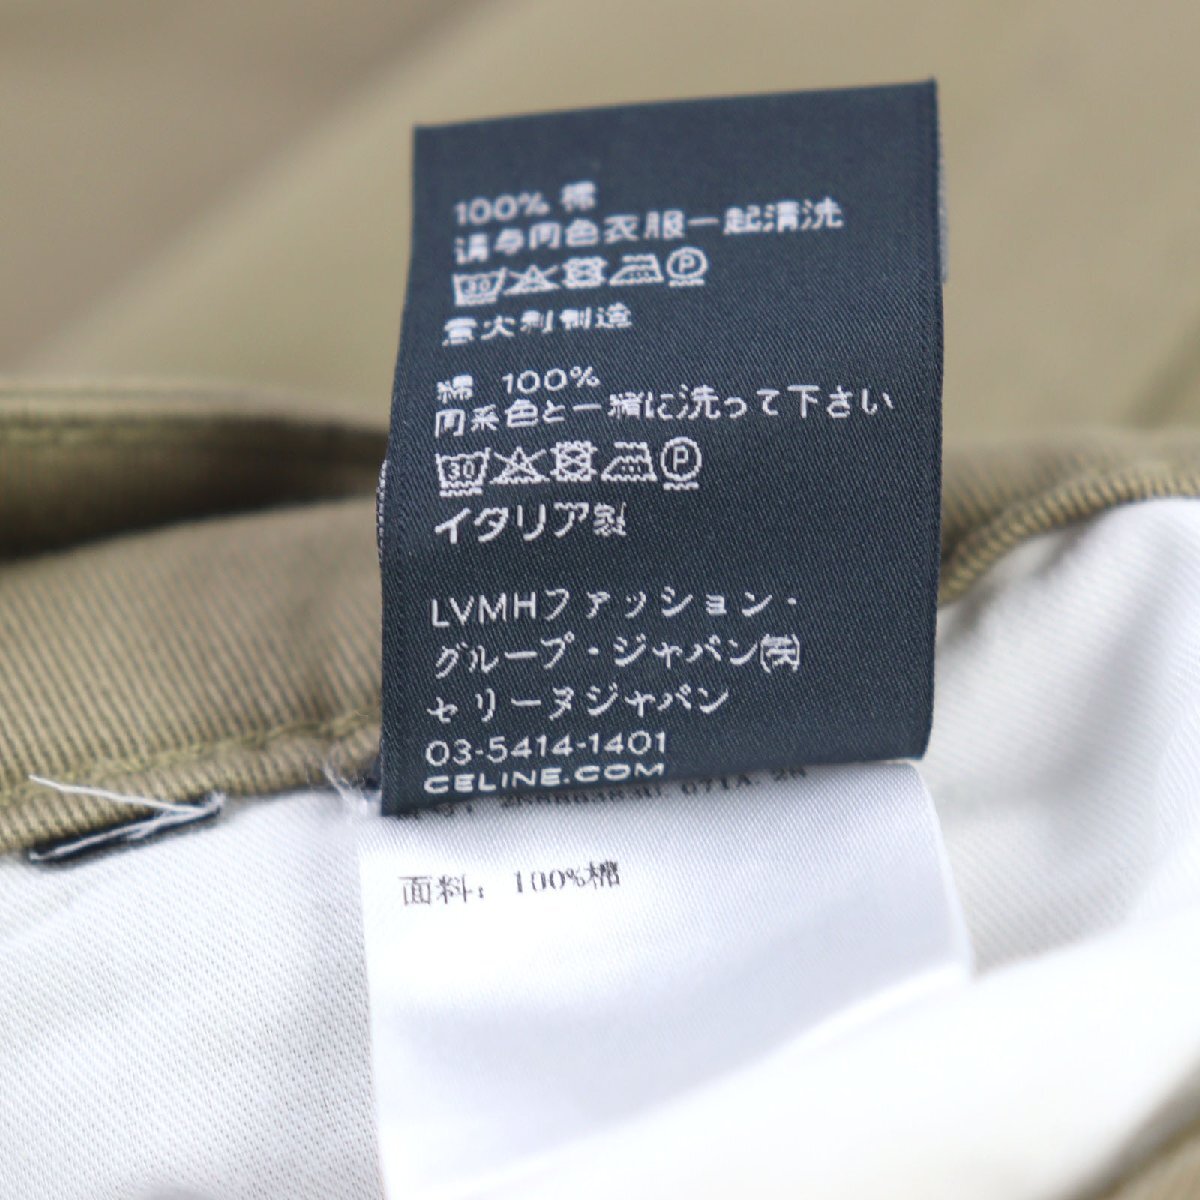 100% 棉
请与同色衣服一起清洗
30 P
意大利制造
綿 100%
同系色と一緒に洗って下さい
30 P
イタリア製
LVMHファッション・
グループ・ジャパン㈱
セリーヌジャパン
03-5414-1401
CELINE.COM
面料: 100%棉